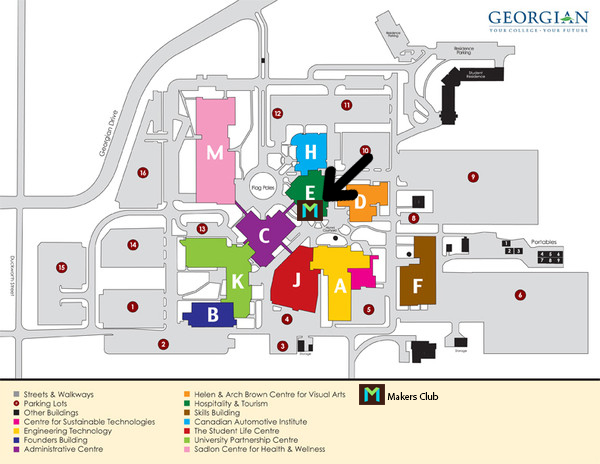 GEORGIAN
YOUR COLLEGE · YOUR FUTURE
Residence
Parking
Residence
Parking
Student
Residence
Georgian Drive
11
12
H
10
M
16
Flag Poles
E
M
D
9
8
13
C
14
15
Duckworth Street
K
J
A
F
Portables
1 2 3
4 5 6
7 8 9
1
B
4
5
6
2
3
Storage
Storage
Streets & Walkways
Parking Lots
Other Buildings
Centre for Sustainable Technologies
Engineering Technology
Founders Building
Administrative Centre
Helen & Arch Brown Centre for Visual Arts
Hospitality & Tourism
Skills Building
Canadian Automotive Institute
The Student Life Centre
University Partnership Centre
Sadlon Centre for Health & Wellness
M Makers Club